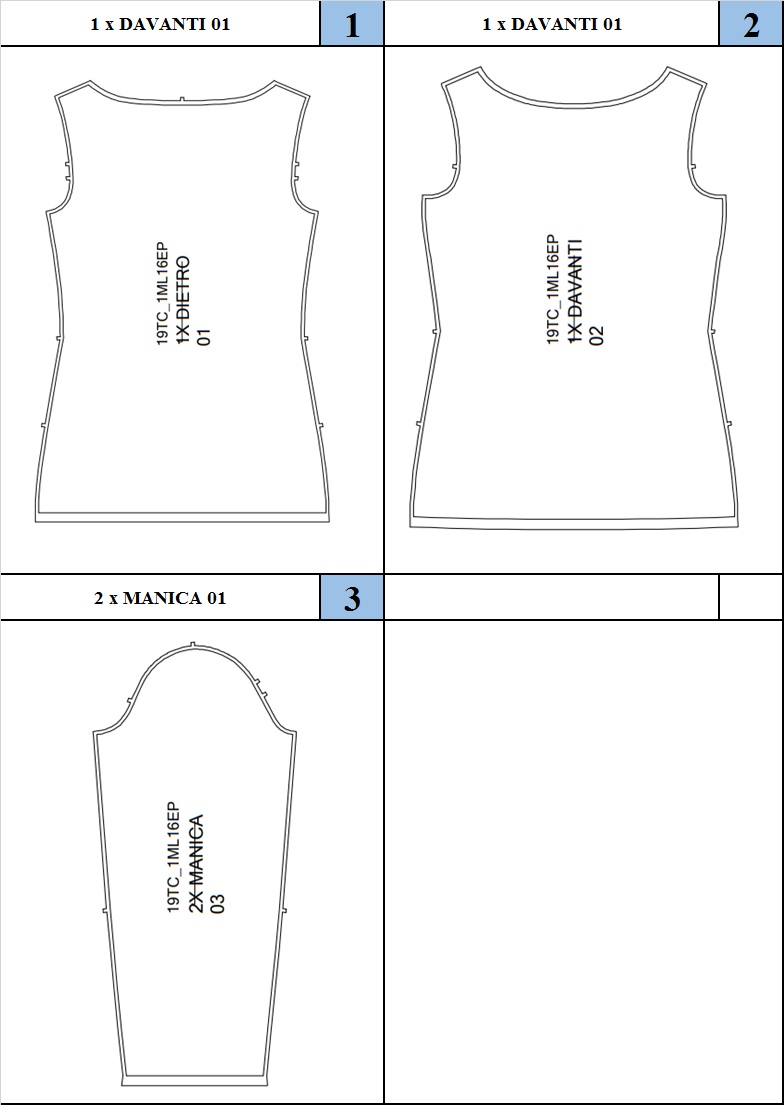 1 x DAVANTI 01
1
1 x DAVANTI 01
2
19TC_1ML16EP
1X DIETRO
01
19TC_1ML16EP
1X DAVANTI
02
2 x MANICA 01
3
19TC_1ML16EP
2X MANICA
03